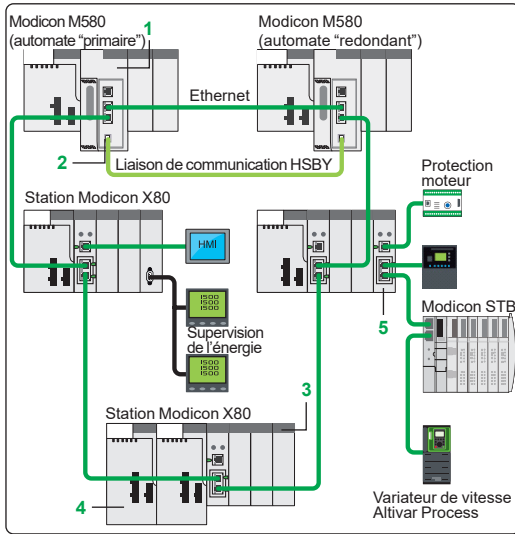 Modicon M580
(automate “primaire”)
1
Modicon M580
(automate “redondant”)
Ethernet
2
Liaison de communication HSBY
Station Modicon X80
HMI
Protection
moteur
5
Modicon STB
1500
1500
1500
Supervision
de l’énergie
1500
1500
1500
Station Modicon X80
3
4
Variateur de vitesse
Altivar Process